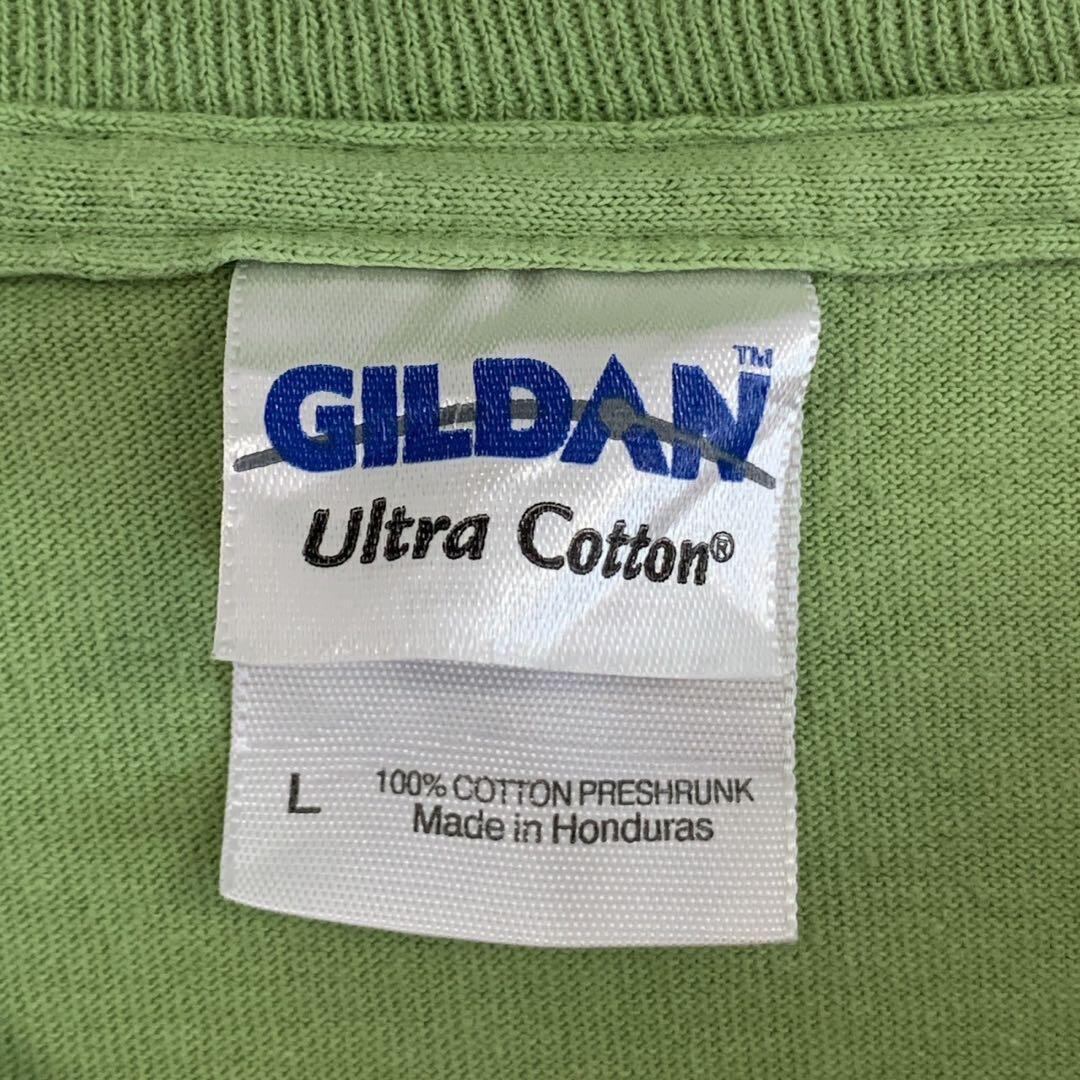 GILDAN™
Ultra Cotton®
L 100% COTTON PRESHRUNK
Made in Honduras